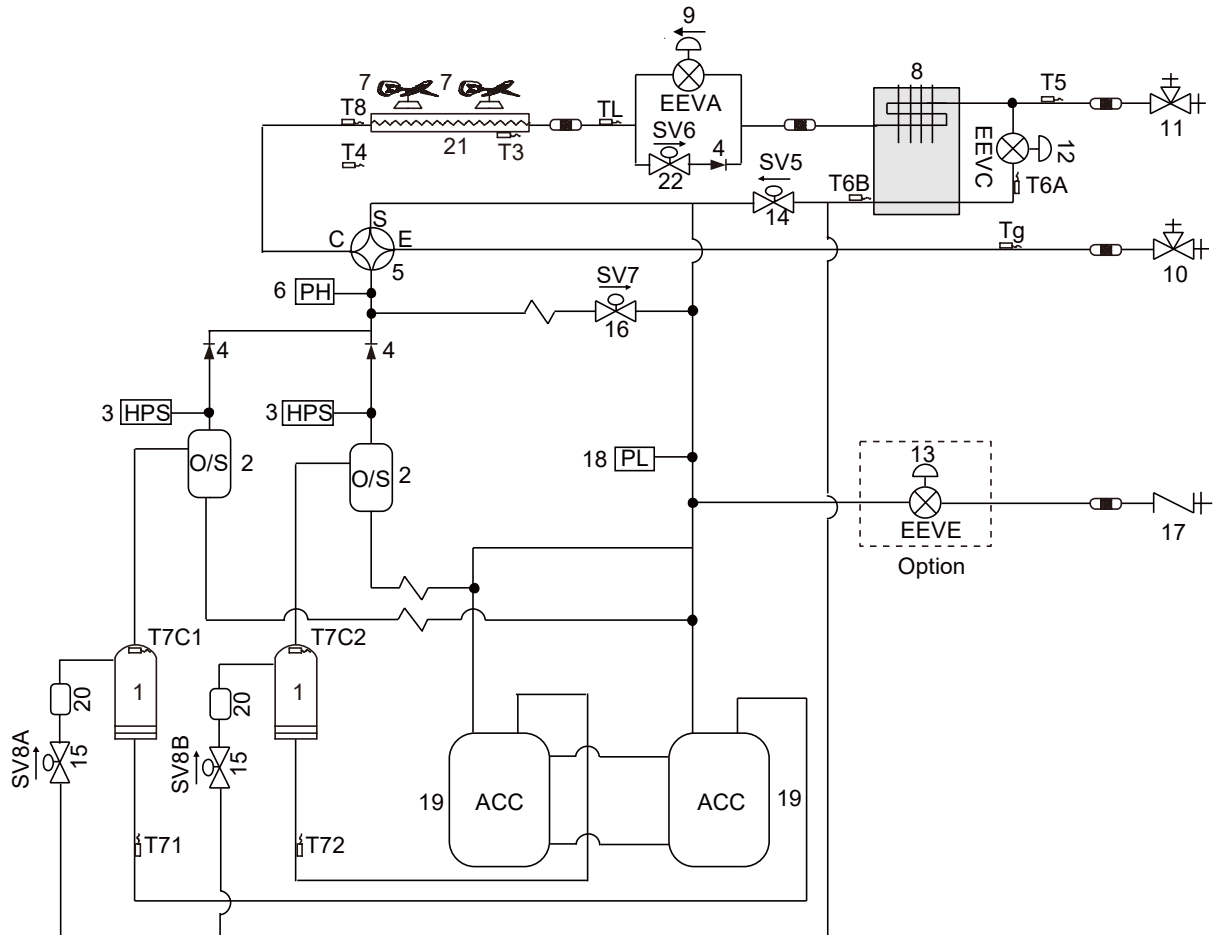 9
7 7
8
T8
TL
EEVA
T5
T4
21
T3
SV6
4
22
11
EEVC
12
SV5
T6B
T6A
14
S
C
E
5
Tg
10
6 PH
SV7
16
4
4
3 HPS
3 HPS
O/S 2
O/S 2
18 PL
13
EEVE
17
Option
T7C1
T7C2
1
1
20
20
SV8A
15
SV8B
15
19 ACC
ACC 19
T71
T72